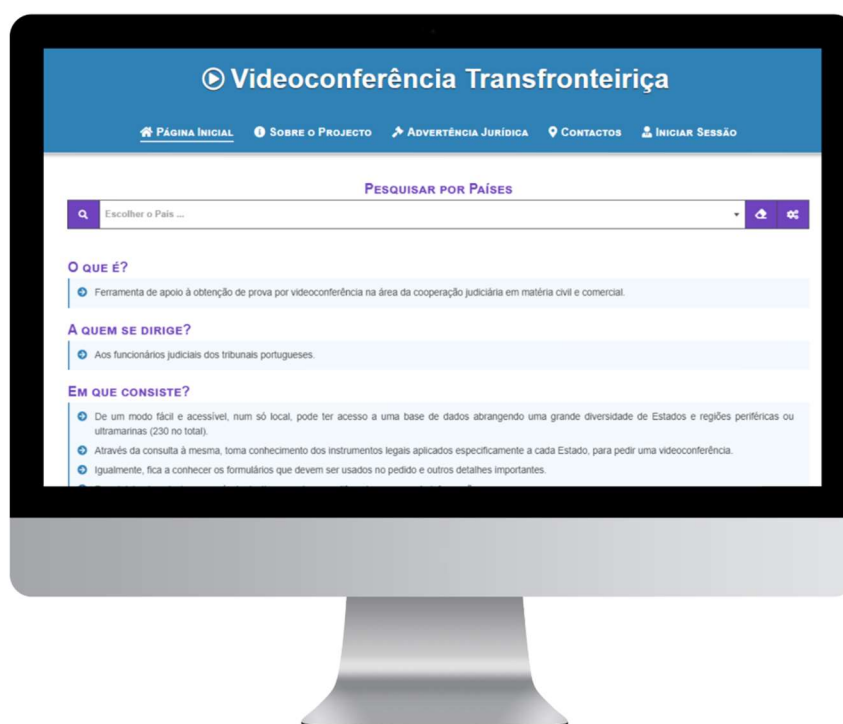 Videoconferência Transfronteiriça
Página Inicial Sobre o Projecto Advertência Jurídica Contactos Iniciar Sessão
Pesquisar por Países
Escolher o País ...
O que é?
Ferramenta de apoio à obtenção de prova por videoconferência na área da cooperação judiciária em matéria civil e comercial.
A quem se dirige?
Aos funcionários judiciais dos tribunais portugueses.
Em que consiste?
De um modo fácil e acessível, num só local, pode ter acesso a uma base de dados abrangendo uma grande diversidade de Estados e regiões periféricas ou
ultramarinas (230 no total).
Através da consulta à mesma, toma conhecimento dos instrumentos legais aplicados especificamente a cada Estado, para pedir uma videoconferência.
Igualmente, fica a conhecer os formulários que devem ser usados no pedido e outros detalhes importantes.